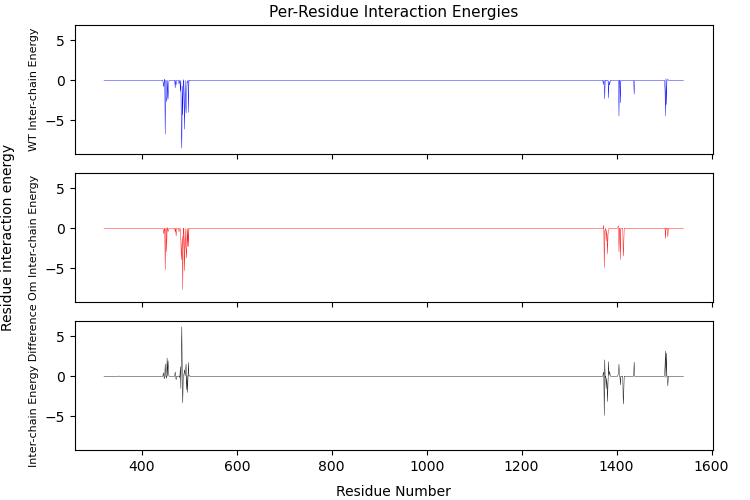 Per-Residue Interaction Energies
Residue interaction energy
WT Inter-chain Energy
5
0
−5
Om Inter-chain Energy
5
0
−5
Inter-chain Energy Difference
5
0
−5
400 600 800 1000 1200 1400 1600
Residue Number